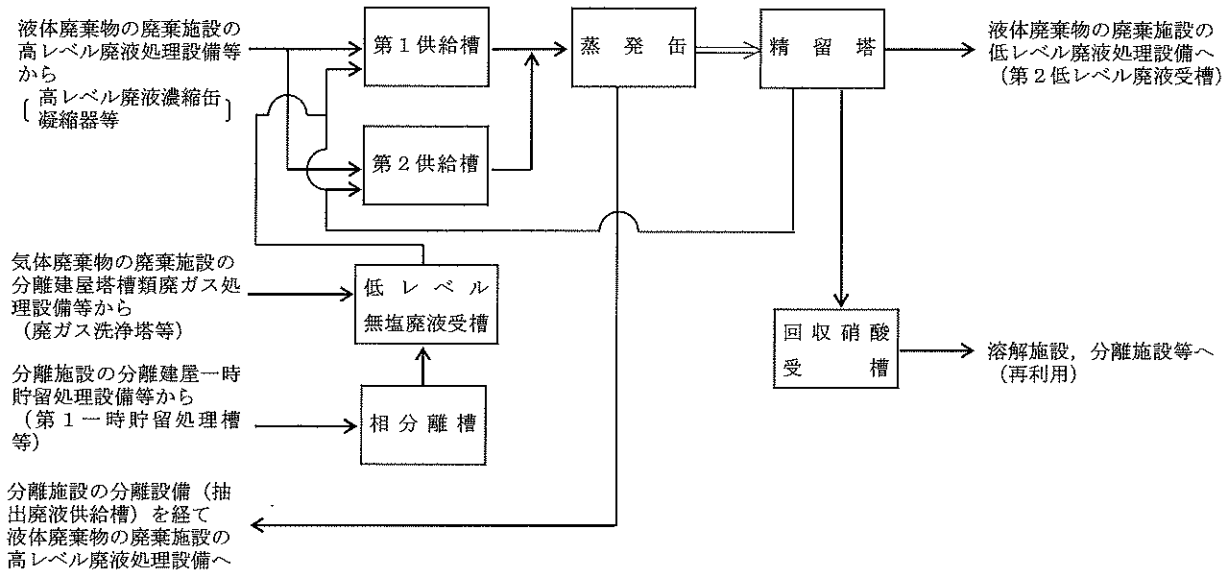 液体廃棄物の廃棄施設の
高レベル廃液処理設備等
から
〔高レベル廃液濃縮缶
凝縮器等〕
第1供給槽
蒸発缶
精留塔
液体廃棄物の廃棄施設の
低レベル廃液処理設備へ
(第2低レベル廃液受槽)
第2供給槽
気体廃棄物の廃棄施設の
分離建屋塔槽類廃ガス処
理設備等から
(廃ガス洗浄塔等)
低レベル
無塩廃液受槽
回収硝酸
受槽
溶解施設,分離施設等へ
(再利用)
分離施設の分離建屋一時
貯留処理設備等から
(第1一時貯留処理槽
等)
相分離槽
分離施設の分離設備(抽
出廃液供給槽)を経て
液体廃棄物の廃棄施設の
高レベル廃液処理設備へ